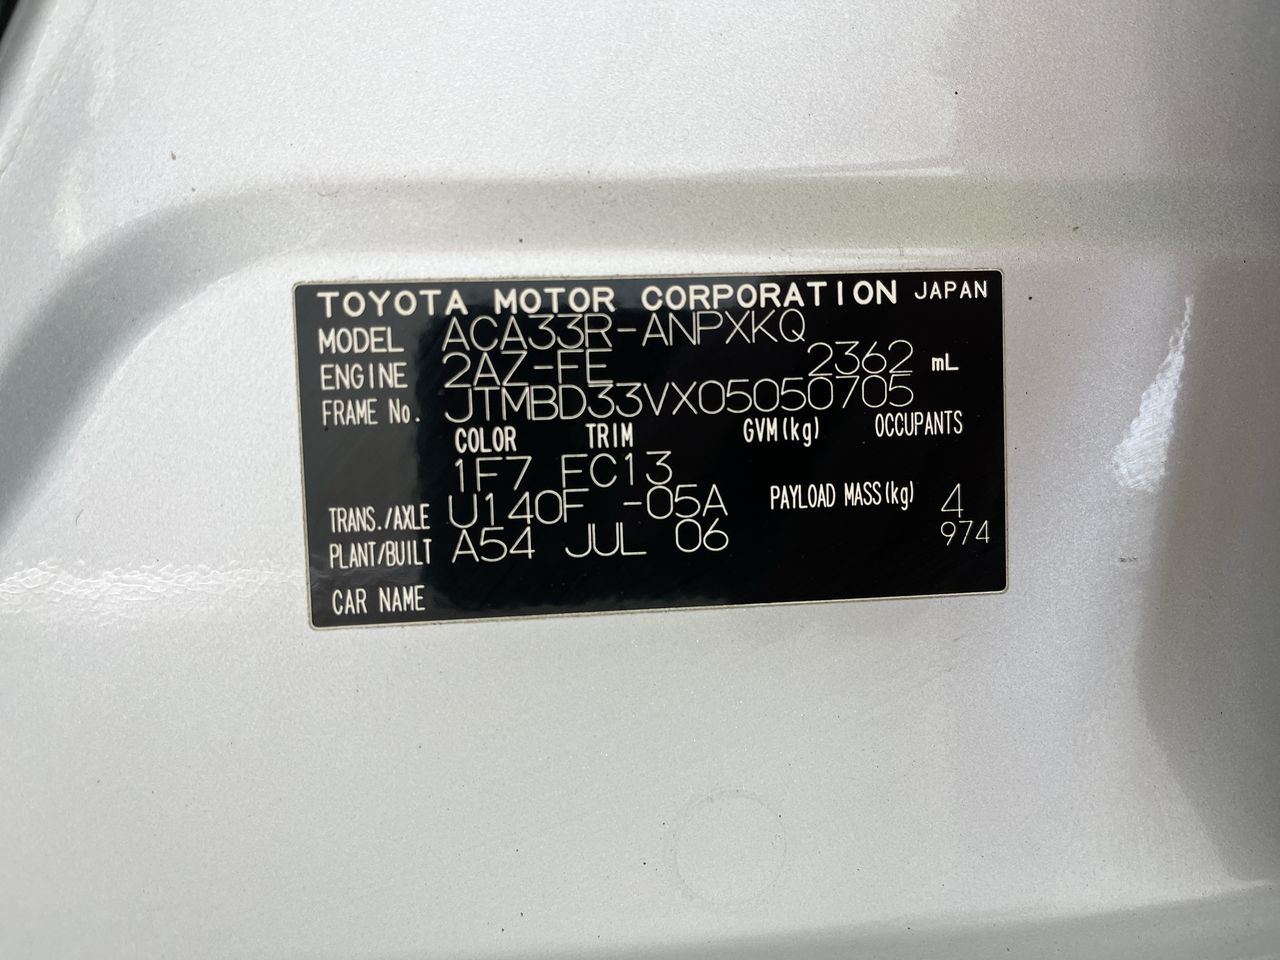 TOYOTA MOTOR CORPORATION JAPAN
MODEL ACA33R-ANPXKQ
ENGINE 2AZ-FE 2362 mL
FRAME No. JTMBD33VX05050705
COLOR TRIM GVM(kg) OCCUPANTS
1F7 FC13
TRANS./AXLE U140F -05A PAYLOAD MASS(kg) 4
PLANT/BUILT A54 JUL 06 974
CAR NAME